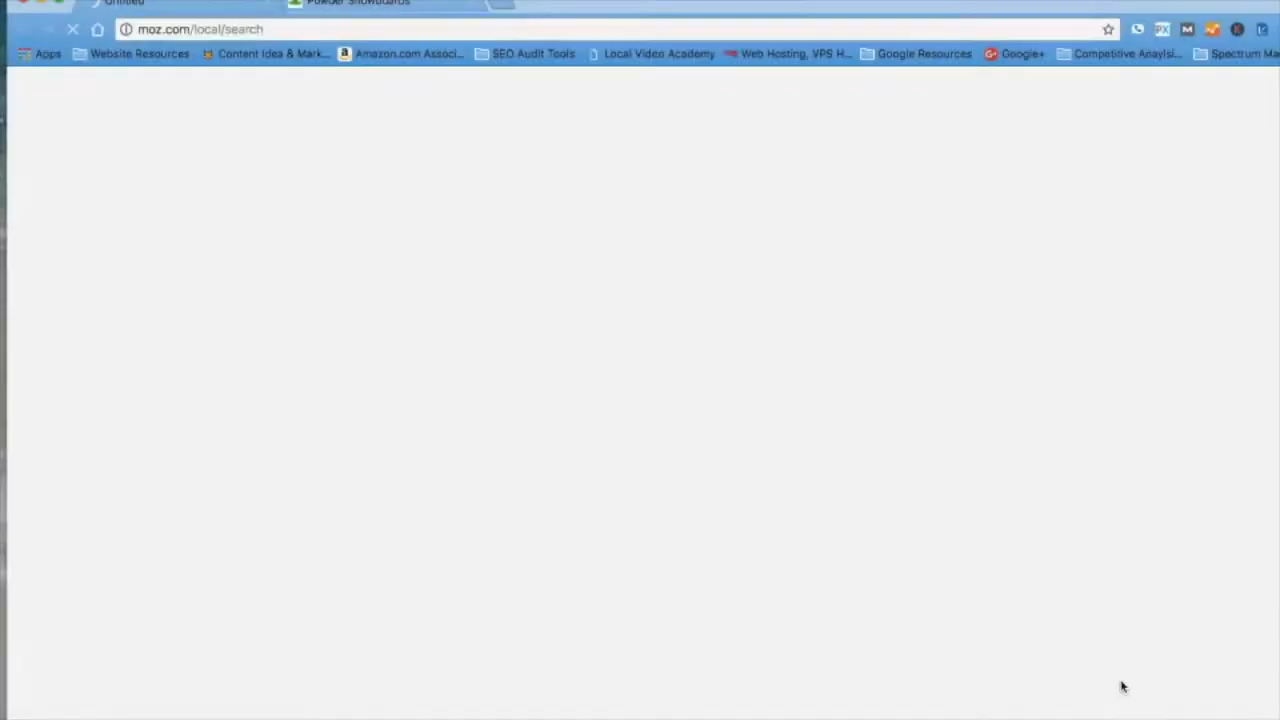 Untitled
Powder Snowboards
moz.com/local/search
Apps
Website Resources
Content Idea & Mark...
Amazon.com Associ...
SEO Audit Tools
Local Video Academy
Web Hosting, VPS H...
Google Resources
Google+
Competitive Anaylsi...
Spectrum Ma